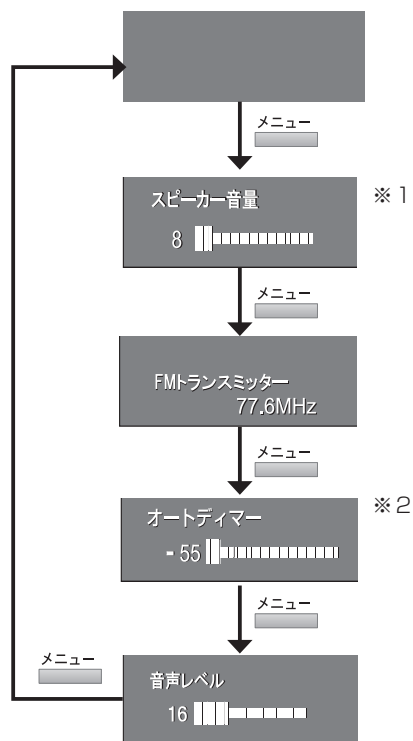 メニュー
スピーカー音量
※1
8
メニュー
FMトランスミッター
77.6MHz
メニュー
オートディマー
※2
- 55
メニュー
メニュー
音声レベル
16